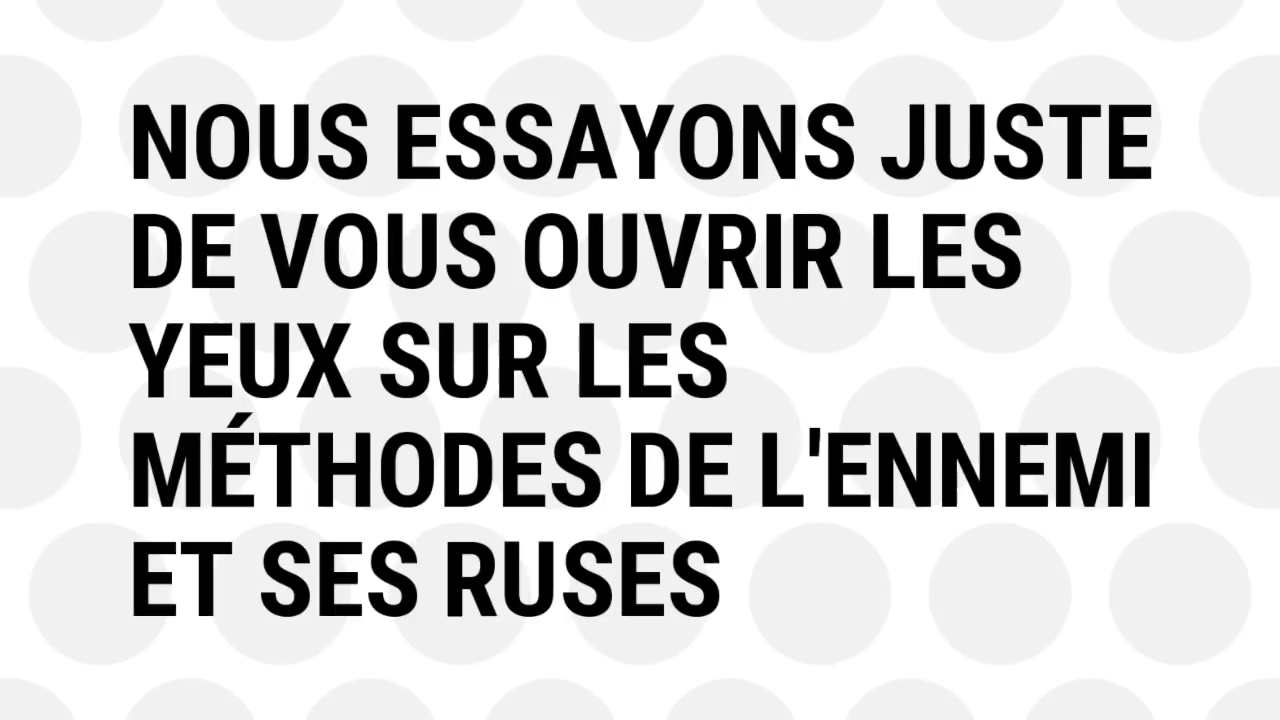 NOUS ESSAYONS JUSTE
DE VOUS OUVRIR LES
YEUX SUR LES
MÉTHODES DE L'ENNEMI
ET SES RUSES